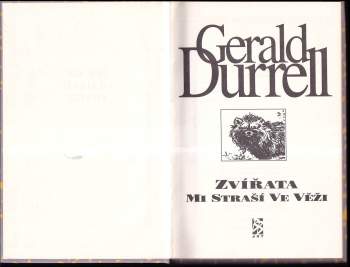 Gerald
Durrell
ZVÍŘATA
MI STRAŠÍ VE VĚŽI